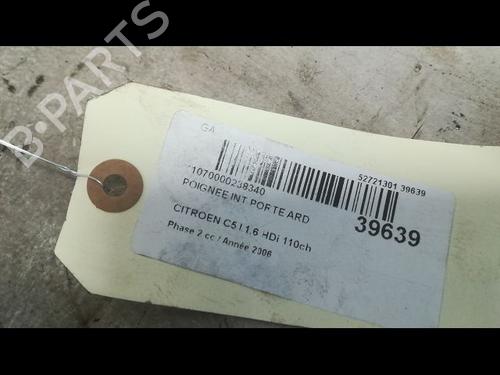 B-PARTS
GA
52721301 39639
*1070000239340
POIGNEE INT PORTE ARD
39639
CITROEN C5 I 1.6 HDi 110ch
Phase 2 cc / Année 2006